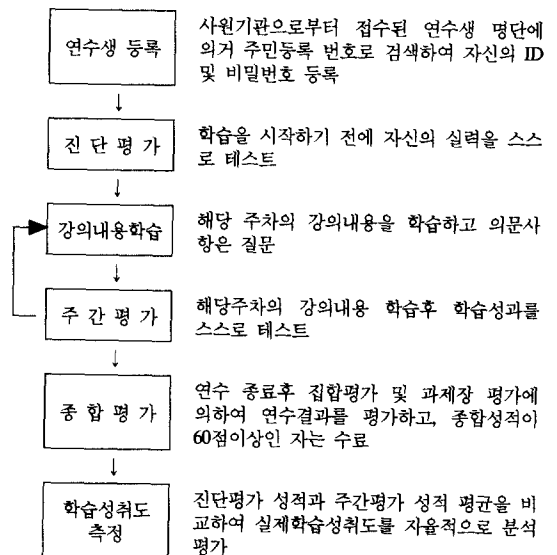 연수생 등록
사원기관으로부터 접수된 연수생 명단에
의거 주민등록 번호로 검색하여 자신의 ID
및 비밀번호 등록
↓
진 단 평 가
학습을 시작하기 전에 자신의 실력을 스스
로 테스트
↓
강의내용학습
해당 주차의 강의내용을 학습하고 의문사
항은 질문
↓
주 간 평 가
해당주차의 강의내용 학습후 학습성과를
스스로 테스트
↓
종 합 평 가
연수 종료후 집합평가 및 과제장 평가에
의하여 연수결과를 평가하고, 종합성적이
60점이상인 자는 수료
↓
학습성취도
측정
진단평가 성적과 주간평가 성적 평균을 비
교하여 실제학습성취도를 자율적으로 분석
평가